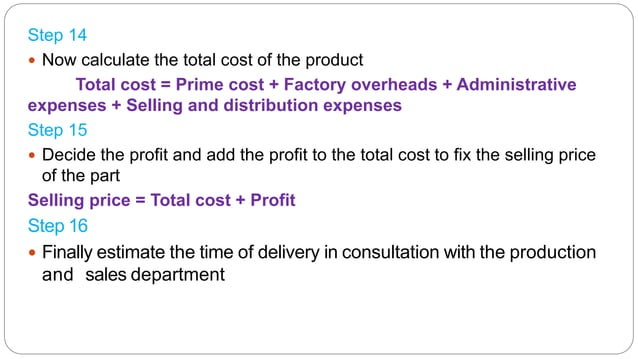 Step 14
• Now calculate the total cost of the product
Total cost = Prime cost + Factory overheads + Administrative
expenses + Selling and distribution expenses
Step 15
• Decide the profit and add the profit to the total cost to fix the selling price
of the part
Selling price = Total cost + Profit
Step 16
• Finally estimate the time of delivery in consultation with the production
and sales department